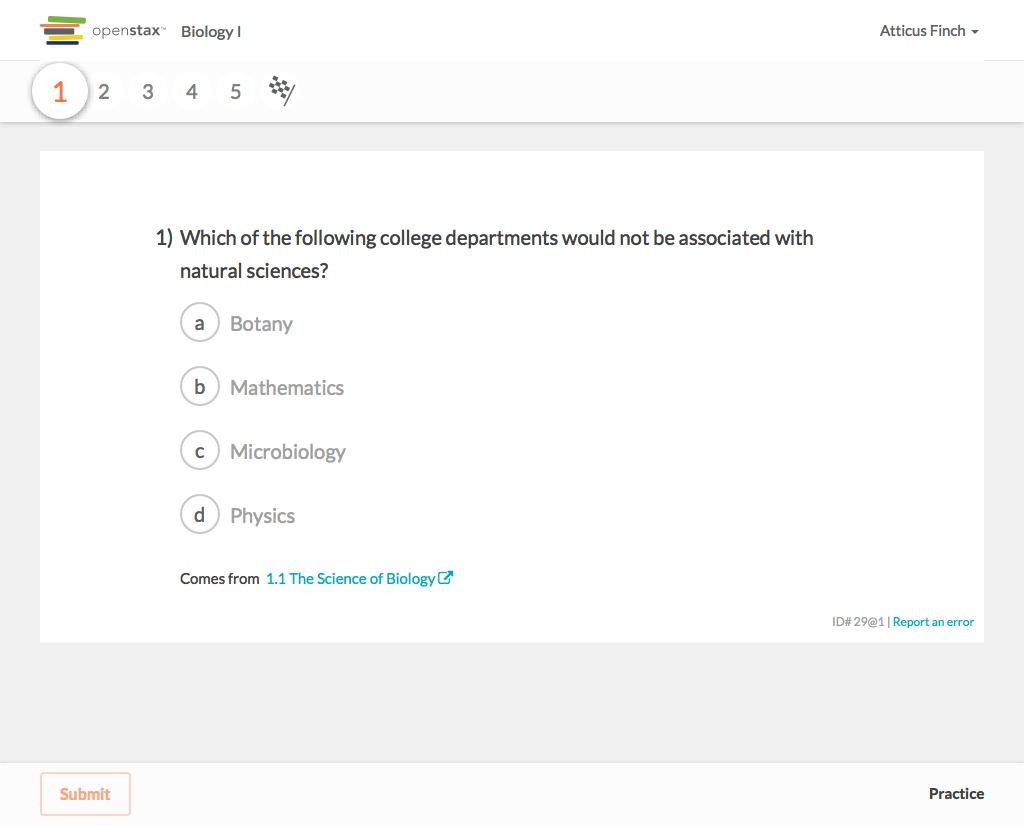 openstax™ Biology I Atticus Finch
1 2 3 4 5
1) Which of the following college departments would not be associated with
natural sciences?
a Botany
b Mathematics
c Microbiology
d Physics
Comes from 1.1 The Science of Biology
ID# 29@1 | Report an error
Submit Practice